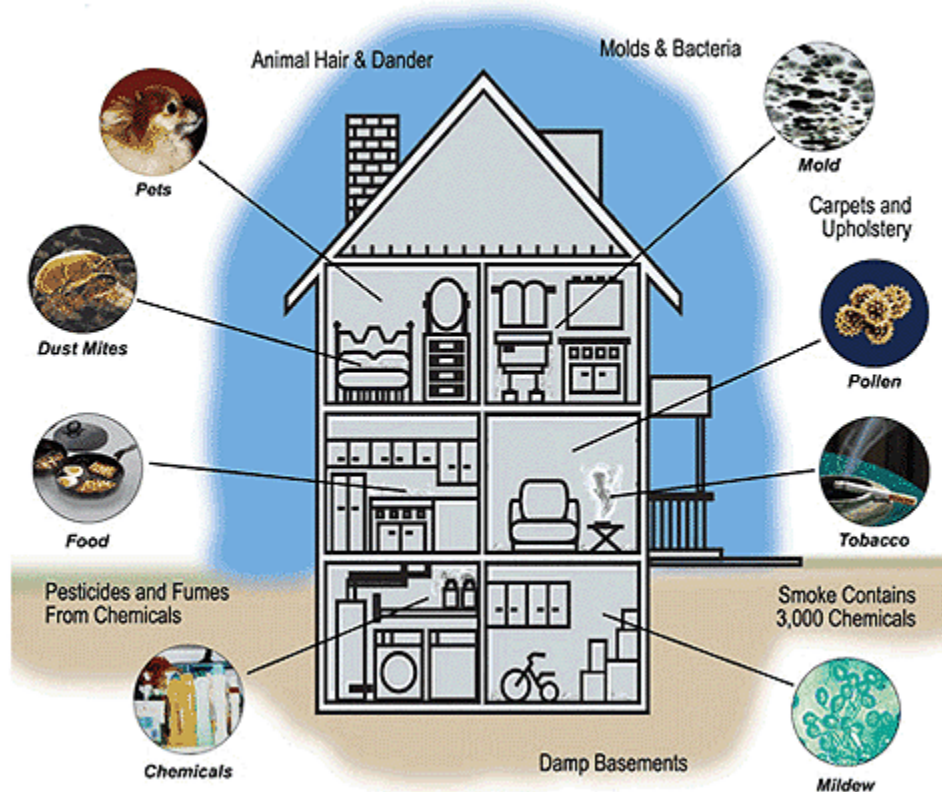 Animal Hair & Dander
Molds & Bacteria
Pets
Mold
Carpets and
Upholstery
Dust Mites
Pollen
Food
Tobacco
Pesticides and Fumes
From Chemicals
Smoke Contains
3,000 Chemicals
Chemicals
Damp Basements
Mildew